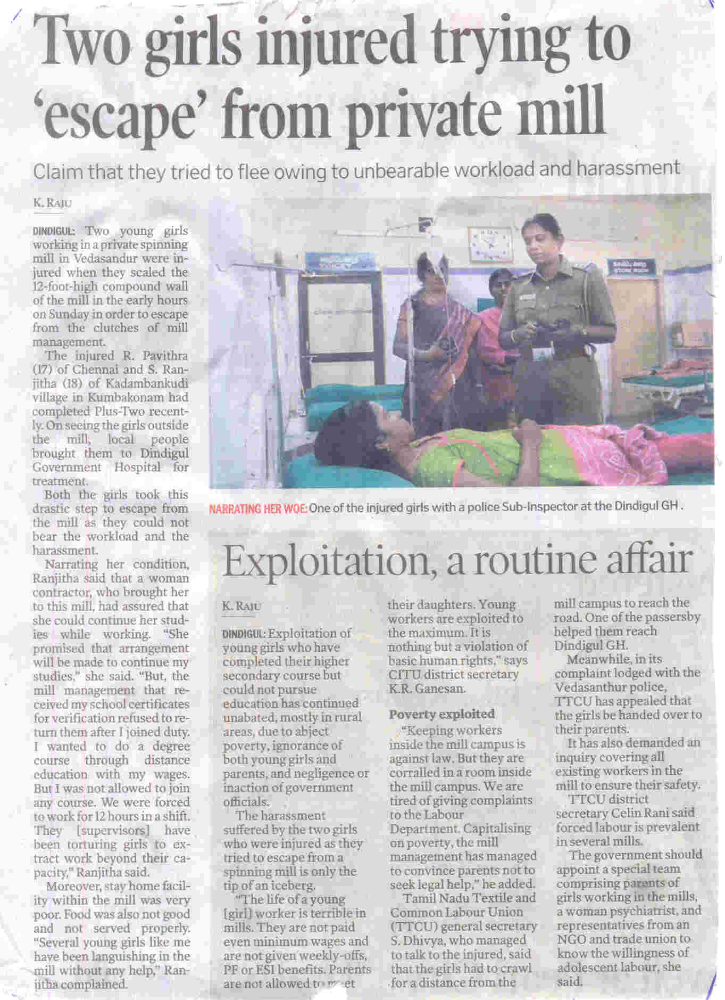 Two girls injured trying to
‘escape’ from private mill
Claim that they tried to flee owing to unbearable workload and harassment
K. RAJU
DINDIGUL: Two young girls
working in a private spinning
mill in Vedasandur were in-
jured when they scaled the
12-foot-high compound wall
of the mill in the early hours
on Sunday in order to escape
from the clutches of mill
management.
The injured R. Pavithra
(17) of Chennai and S. Ran-
jitha (18) of Kadambankudi
village in Kumbakonam had
completed Plus-Two recent-
ly. On seeing the girls outside
the mill, local people
brought them to Dindigul
Government Hospital for
treatment.
Both the girls took this
drastic step to escape from
the mill as they could not
bear the workload and the
harassment.
Narrating her condition,
Ranjitha said that a woman
contractor, who brought her
to this mill, had assured that
she could continue her stud-
ies while working. “She
promised that arrangement
will be made to continue my
studies,” she said. “But, the
mill management that re-
ceived my school certificates
for verification refused to re-
turn them after I joined duty.
I wanted to do a degree
course through distance
education with my wages.
But I was not allowed to join
any course. We were forced
to work for 12 hours in a shift.
They [supervisors] have
been torturing girls to ex-
tract work beyond their ca-
pacity,” Ranjitha said.
Moreover, stay home facil-
ity within the mill was very
poor. Food was also not good
and not served properly.
“Several young girls like me
have been languishing in the
mill without any help,” Ran-
jitha complained.
STORE ROOM
NARRATING HER WOE: One of the injured girls with a police Sub-Inspector at the Dindigul GH .
Exploitation, a routine affair
K. RAJU
DINDIGUL: Exploitation of
young girls who have
completed their higher
secondary course but
could not pursue
education has continued
unabated, mostly in rural
areas, due to abject
poverty, ignorance of
both young girls and
parents, and negligence or
inaction of government
officials.
The harassment
suffered by the two girls
who were injured as they
tried to escape from a
spinning mill is only the
tip of an iceberg.
“The life of a young
[girl] worker is terrible in
mills. They are not paid
even minimum wages and
are not given weekly-offs,
PF or ESI benefits. Parents
are not allowed to meet
their daughters. Young
workers are exploited to
the maximum. It is
nothing but a violation of
basic human rights,” says
CITU district secretary
K.R. Ganesan.
Poverty exploited
“Keeping workers
inside the mill campus is
against law. But they are
corralled in a room inside
the mill campus. We are
tired of giving complaints
to the Labour
Department. Capitalising
on poverty, the mill
management has managed
to convince parents not to
seek legal help,” he added.
Tamil Nadu Textile and
Common Labour Union
(TTCU) general secretary
S. Dhivya, who managed
to talk to the injured, said
that the girls had to crawl
for a distance from the
mill campus to reach the
road. One of the passersby
helped them reach
Dindigul GH.
Meanwhile, in its
complaint lodged with the
Vedasanthur police,
TTCU has appealed that
the girls be handed over to
their parents.
It has also demanded an
inquiry covering all
existing workers in the
mill to ensure their safety.
TTCU district
secretary Celin Rani said
forced labour is prevalent
in several mills.
The government should
appoint a special team
comprising parents of
girls working in the mills,
a woman psychiatrist, and
representatives from an
NGO and trade union to
know the willingness of
adolescent labour, she
said.